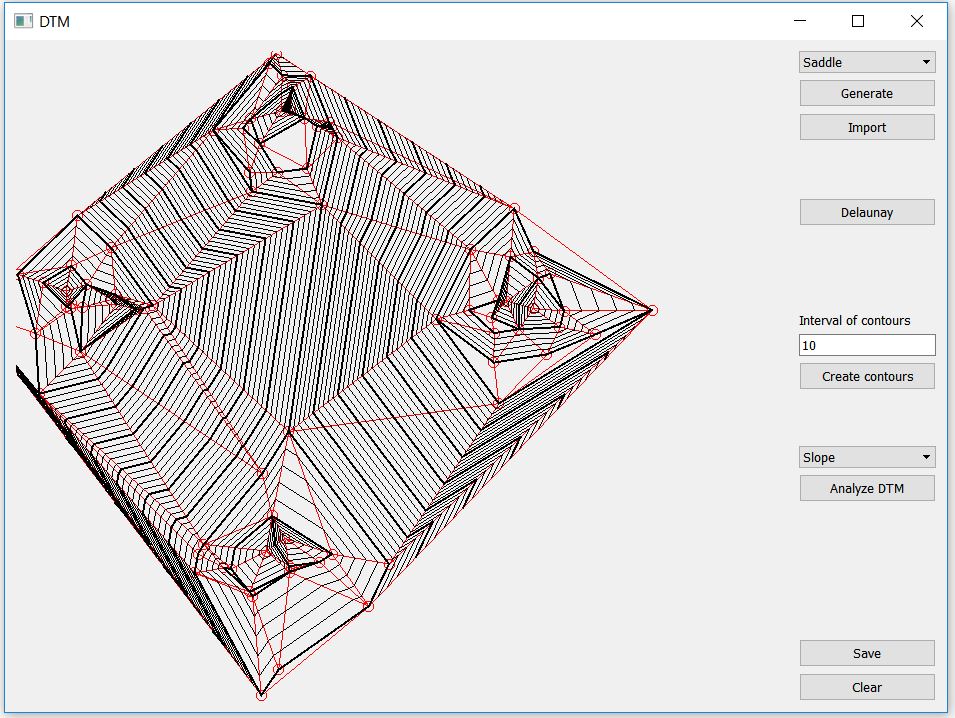 DTM
Saddle
Generate
Import
Delaunay
Interval of contours
10
Create contours
Slope
Analyze DTM
Save
Clear